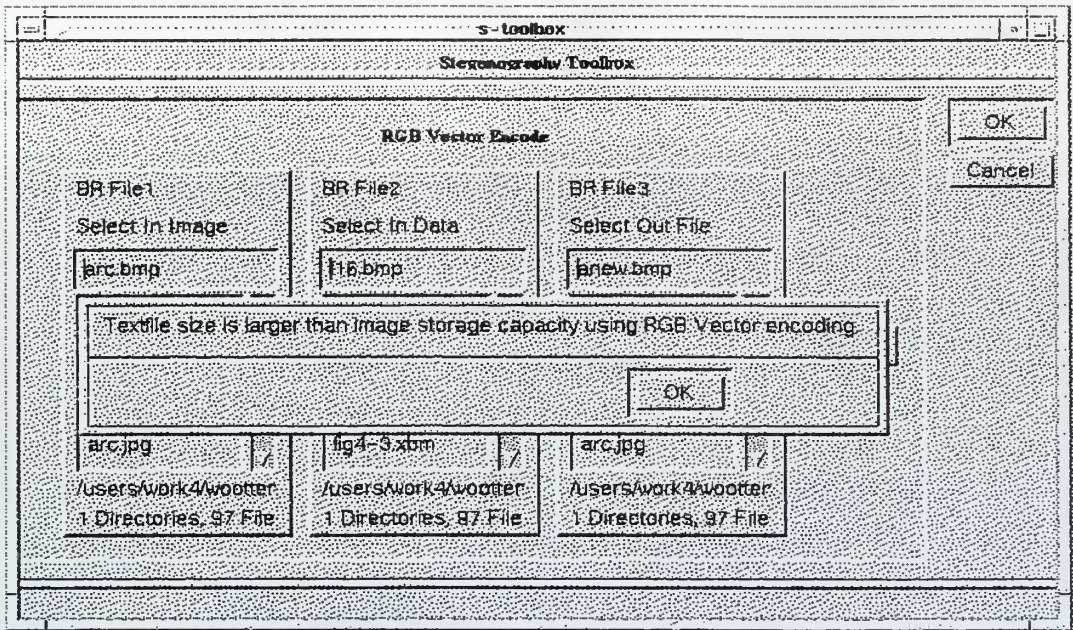 s-toolbox
Steganography Toolbox
RGB Vector Encode
OK
Cancel
BR File1
BR File2
BR File3
Select In Image
Select In Data
Select Out File
arc.bmp
f16.bmp
anew.bmp
Textfile size is larger than image storage capacity using RGB Vector encoding.
OK
arc.jpg
fig4-3.xbm
arc.jpg
/users/work4/wootter
/users/work4/wootter
/users/work4/wootter
1 Directories, 97 File
1 Directories, 97 File
1 Directories, 97 File